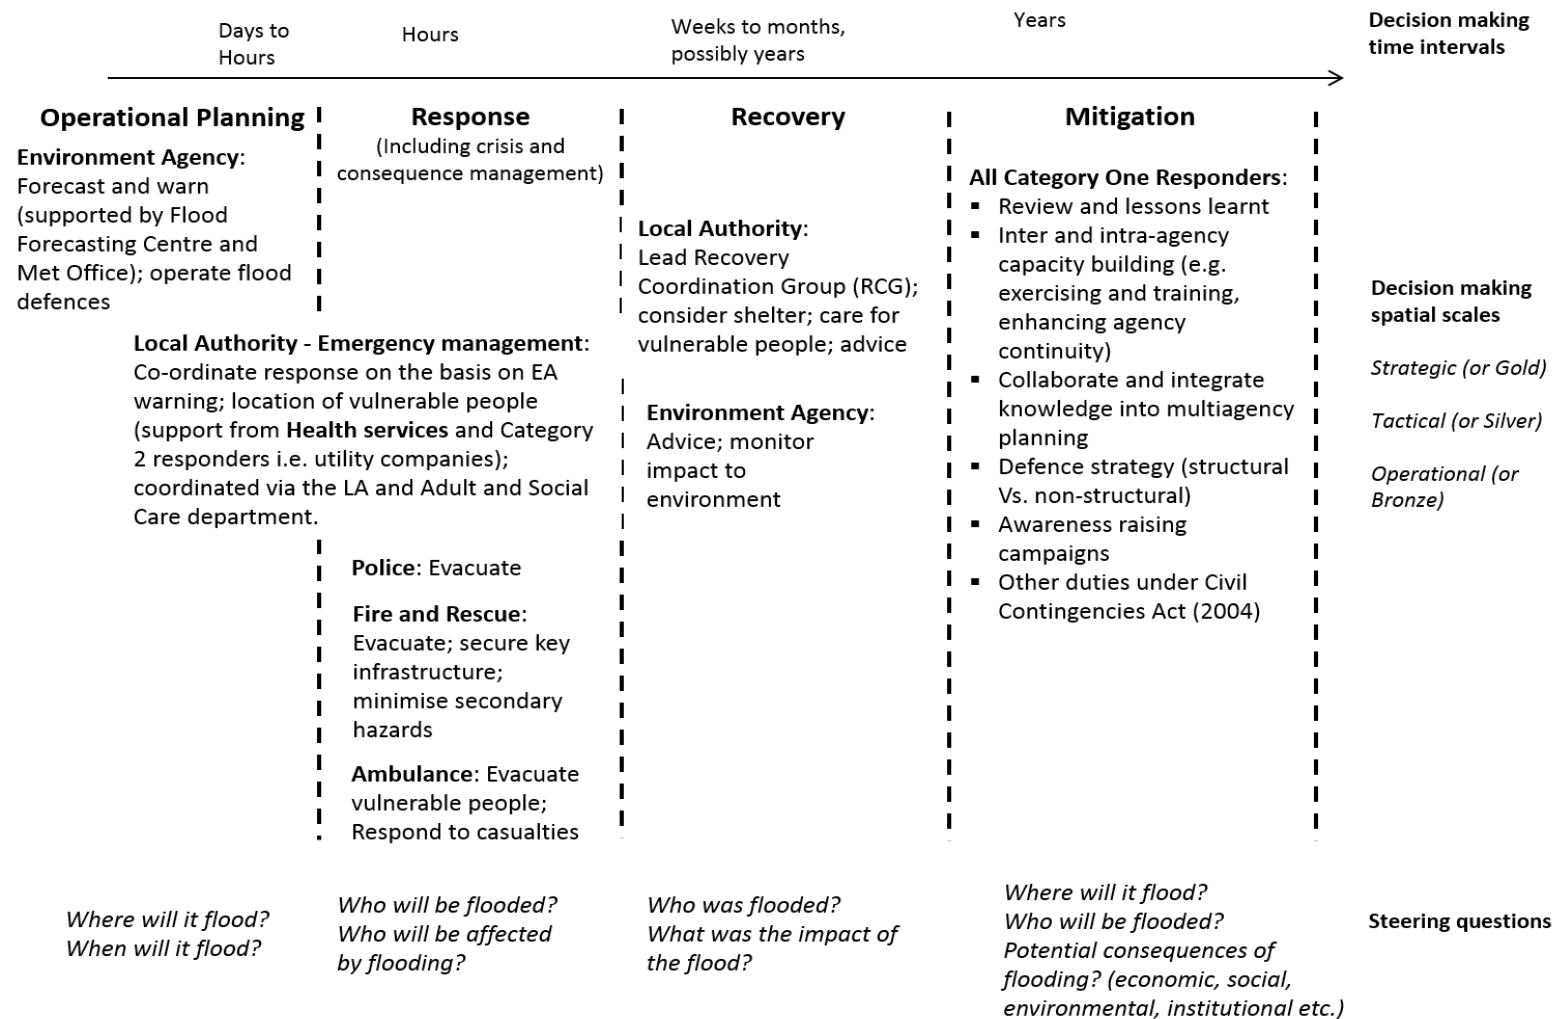 Days to
Hours
Hours
Weeks to months,
possibly years
Years
Decision making
time intervals
Operational Planning
Environment Agency:
Forecast and warn
(supported by Flood
Forecasting Centre and
Met Office); operate flood
defences
Response
(Including crisis and
consequence management)
Local Authority - Emergency management:
Co-ordinate response on the basis on EA
warning; location of vulnerable people
(support from Health services and Category
2 responders i.e. utility companies);
coordinated via the LA and Adult and Social
Care department.
Police: Evacuate
Fire and Rescue:
Evacuate; secure key
infrastructure;
minimise secondary
hazards
Ambulance: Evacuate
vulnerable people;
Respond to casualties
Recovery
Local Authority:
Lead Recovery
Coordination Group (RCG);
consider shelter; care for
vulnerable people; advice
Environment Agency:
Advice; monitor
impact to
environment
Mitigation
All Category One Responders:
▪ Review and lessons learnt
▪ Inter and intra-agency
capacity building (e.g.
exercising and training,
enhancing agency
continuity)
▪ Collaborate and integrate
knowledge into multiagency
planning
▪ Defence strategy (structural
Vs. non-structural)
▪ Awareness raising
campaigns
▪ Other duties under Civil
Contingencies Act (2004)
Decision making
spatial scales
Strategic (or Gold)
Tactical (or Silver)
Operational (or
Bronze)
Where will it flood?
When will it flood?
Who will be flooded?
Who will be affected
by flooding?
Who was flooded?
What was the impact of
the flood?
Where will it flood?
Who will be flooded?
Potential consequences of
flooding? (economic, social,
environmental, institutional etc.)
Steering questions